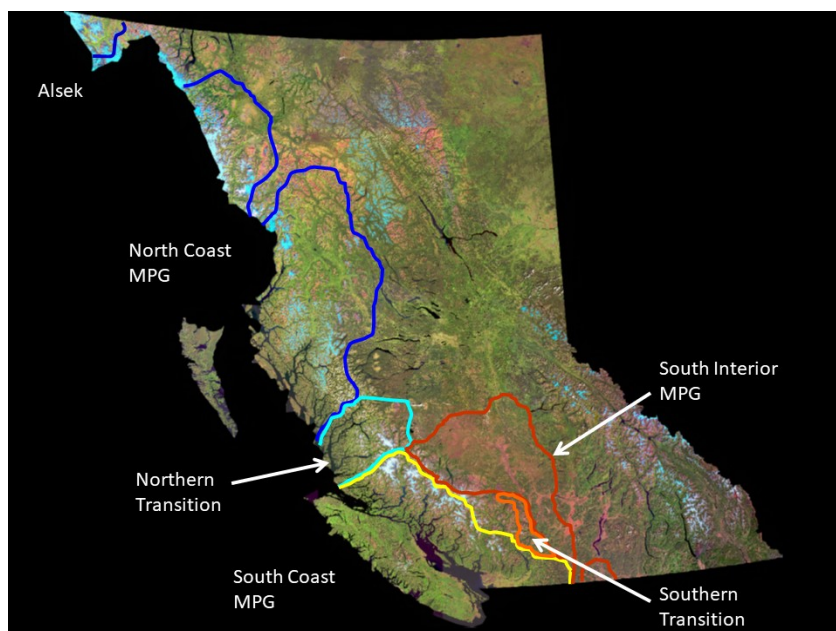 Alsek
North Coast
MPG
South Interior
MPG
Northern
Transition
South Coast
MPG
Southern
Transition